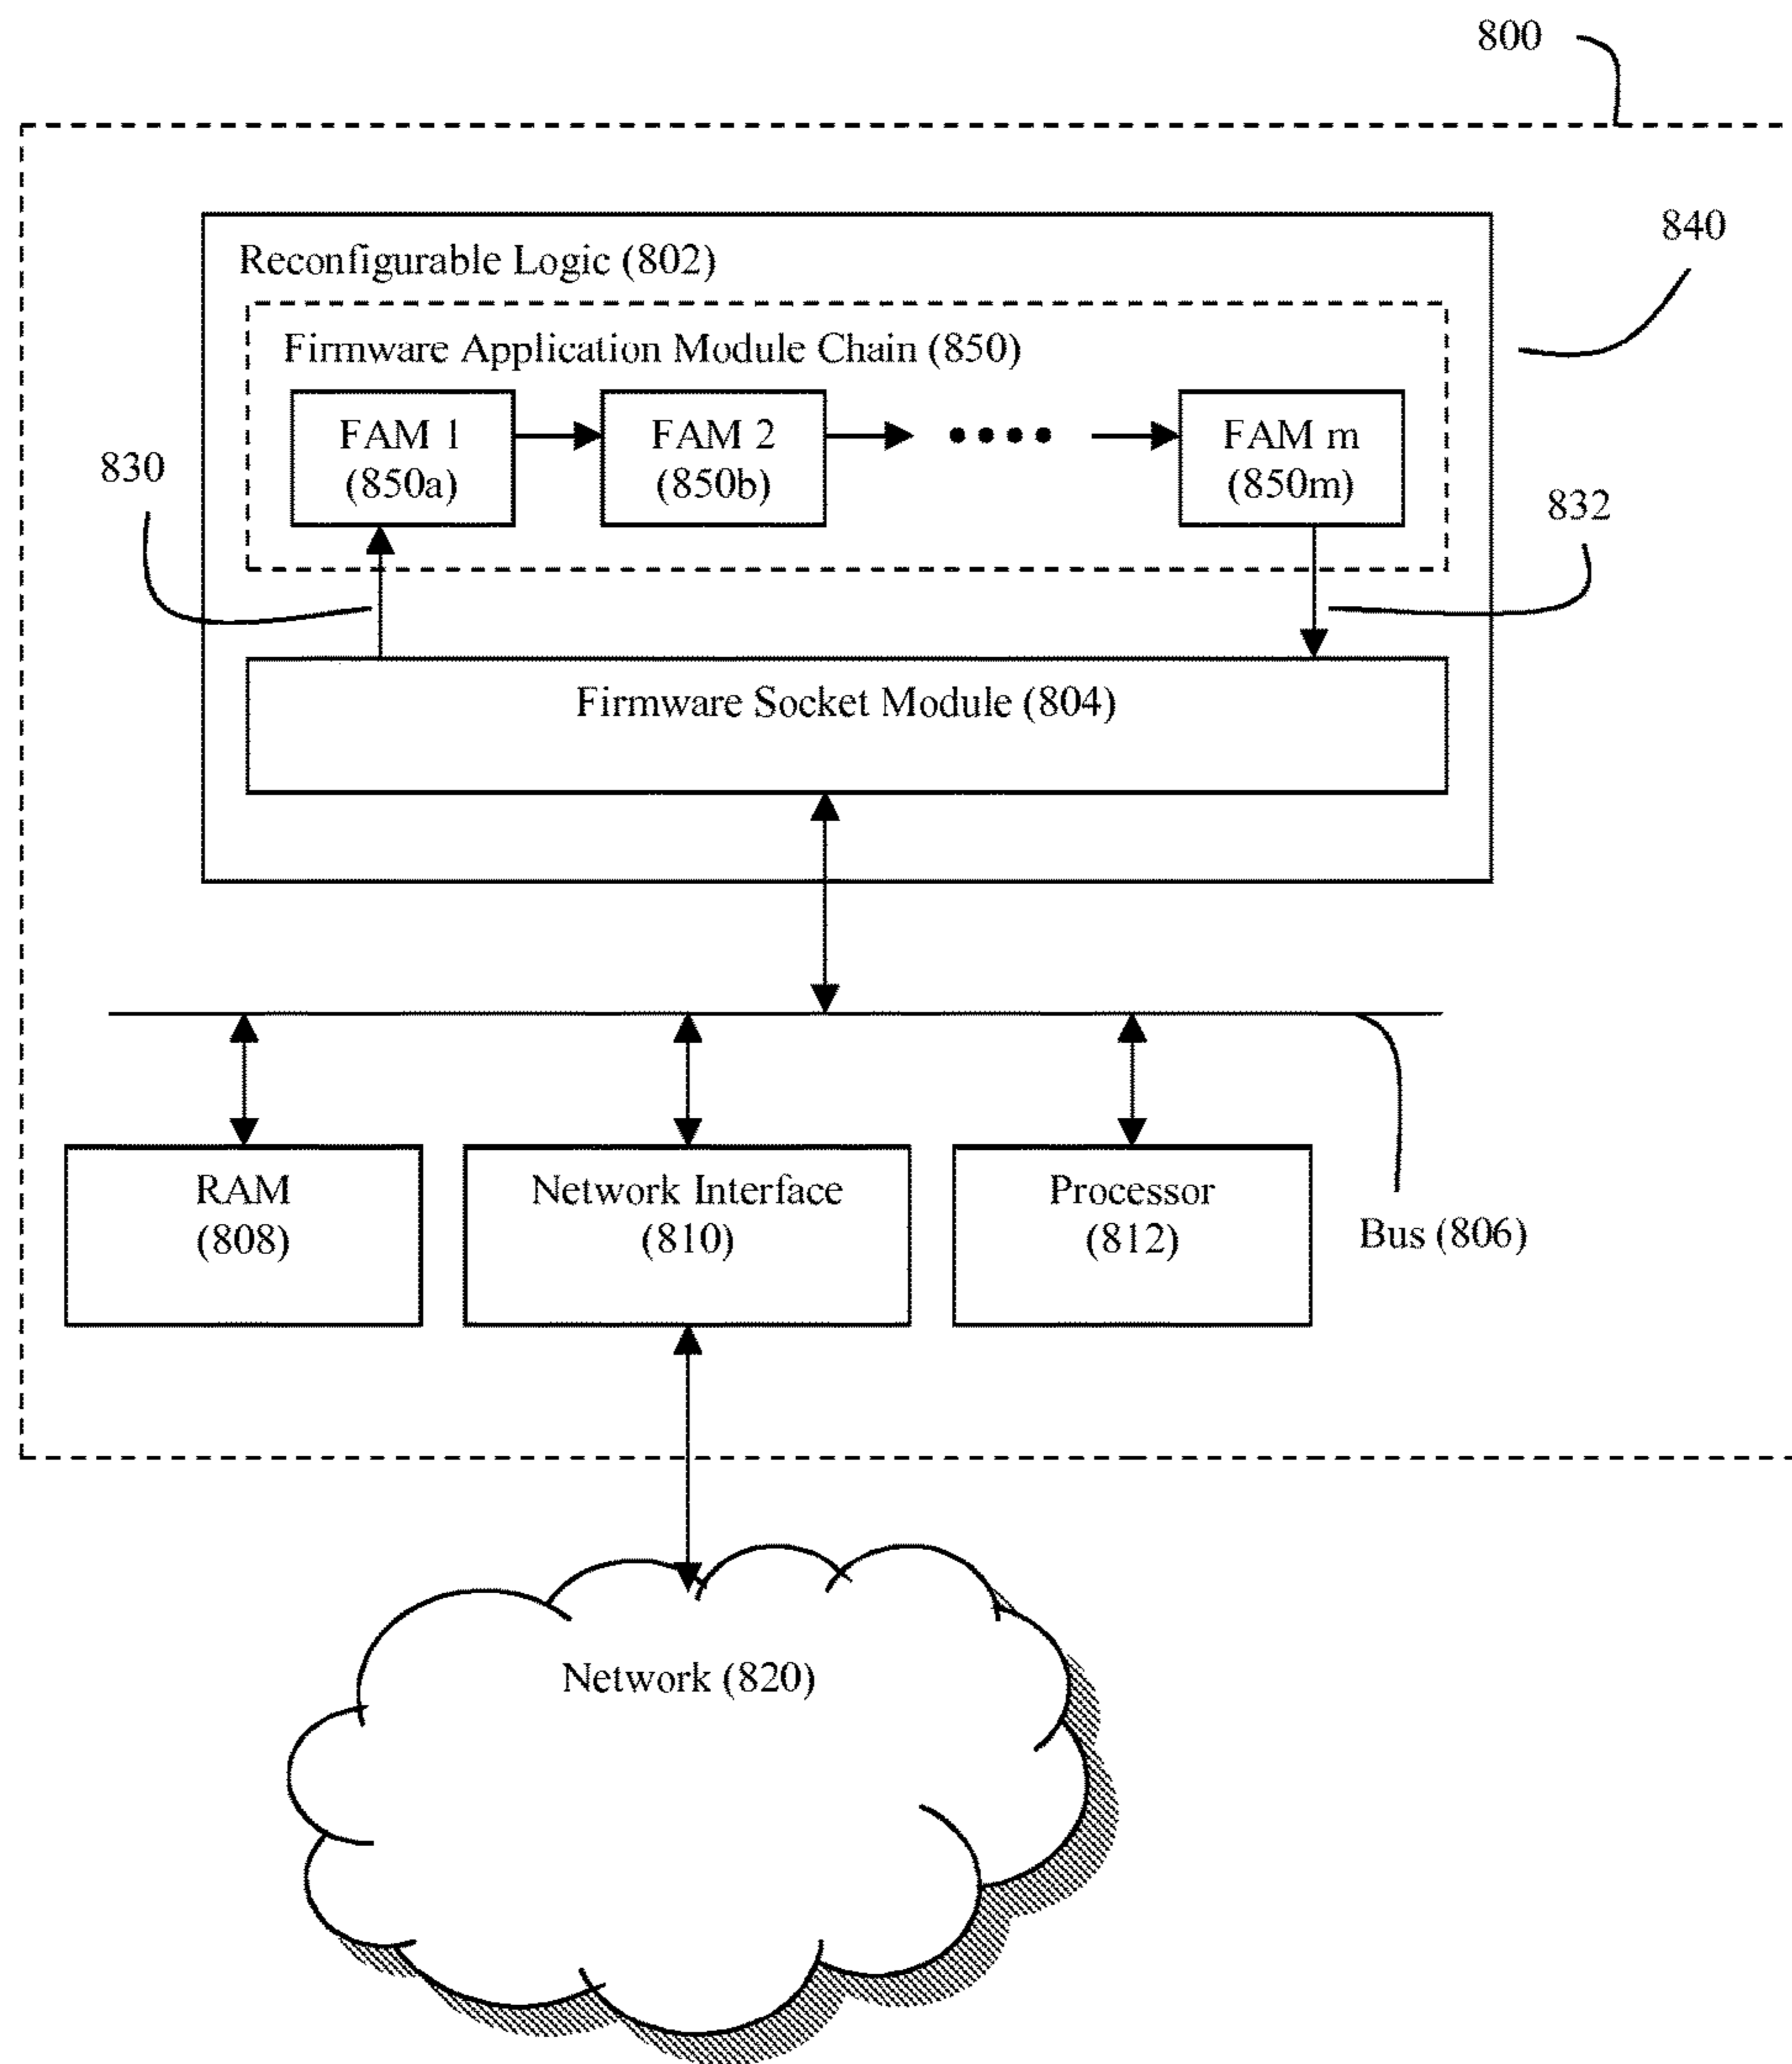 800
840
Reconfigurable Logic (802)
Firmware Application Module Chain (850)
FAM 1
(850a)
FAM 2
(850b)
FAM m
(850m)
830
832
Firmware Socket Module (804)
RAM
(808)
Network Interface
(810)
Processor
(812)
Bus (806)
Network (820)